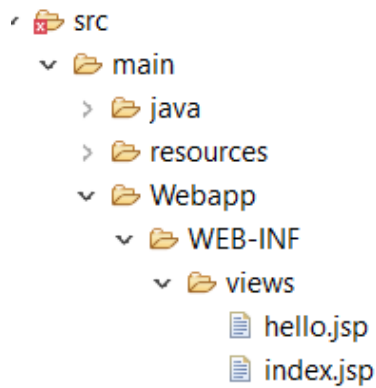 src
main
java
resources
Webapp
WEB-INF
views
hello.jsp
index.jsp